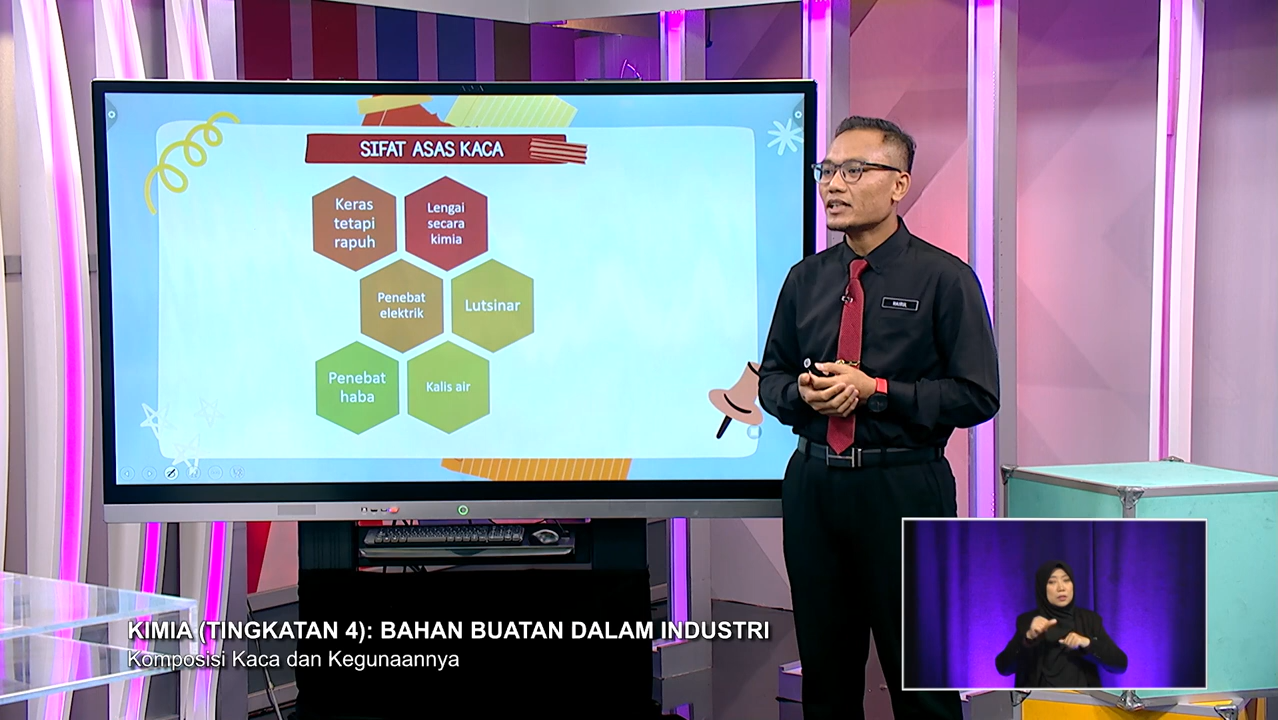 SIFAT ASAS KACA
Keras
tetapi
rapuh
Lengai
secara
kimia
Penebat
elektrik
Lutsinar
Penebat
haba
Kalis air
KIMIA (TINGKATAN 4): BAHAN BUATAN DALAM INDUSTRI
Komposisi Kaca dan Kegunaannya